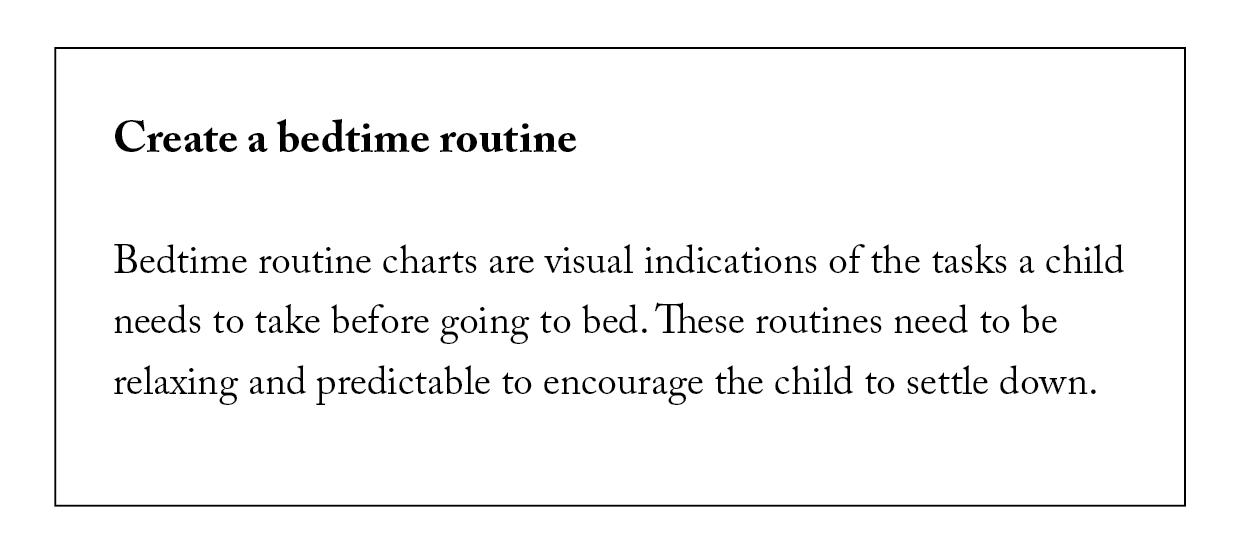 Create a bedtime routine
Bedtime routine charts are visual indications of the tasks a child
needs to take before going to bed. These routines need to be
relaxing and predictable to encourage the child to settle down.